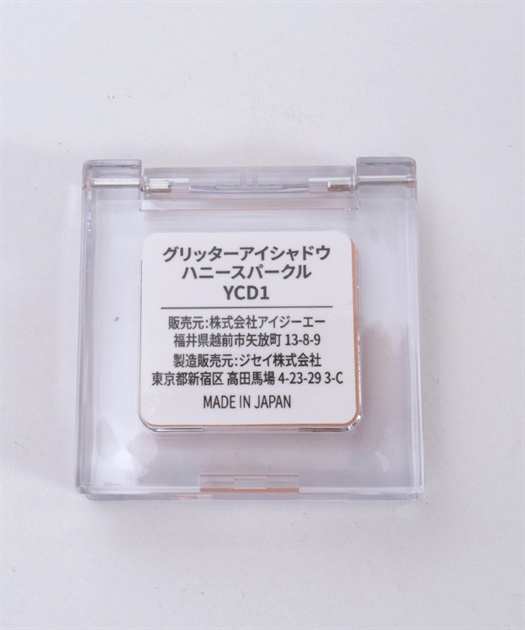 グリッターアイシャドウ
ハニースパークル
YCD1
販売元:株式会社アイジーエー
福井県越前市矢放町 13-8-9
製造販売元:ジセイ株式会社
東京都新宿区 高田馬場 4-23-29 3-C
MADE IN JAPAN